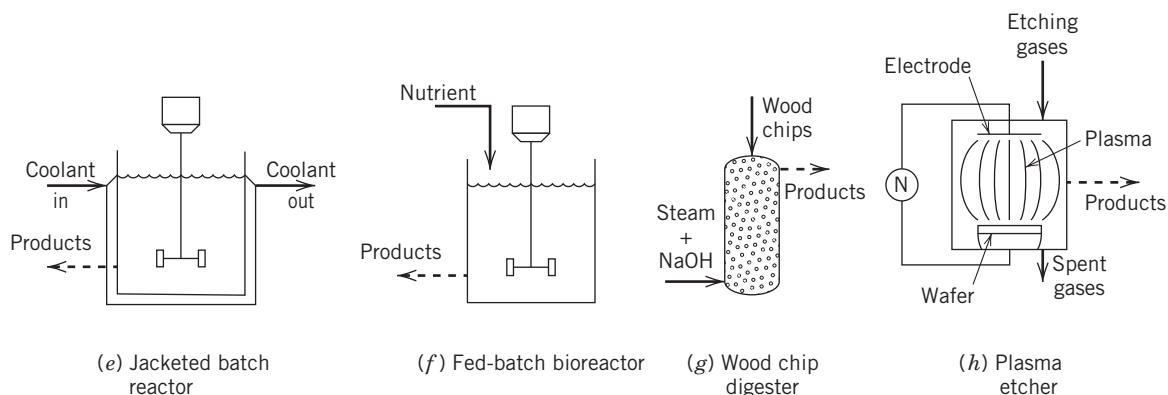 Coolant
in
Coolant
out
Products
(e) Jacketed batch
reactor
Nutrient
Products
(f) Fed-batch bioreactor
Wood
chips
Products
Steam
+
NaOH
(g) Wood chip
digester
Etching
gases
Electrode
Plasma
N
Products
Spent
gases
Wafer
(h) Plasma
etcher